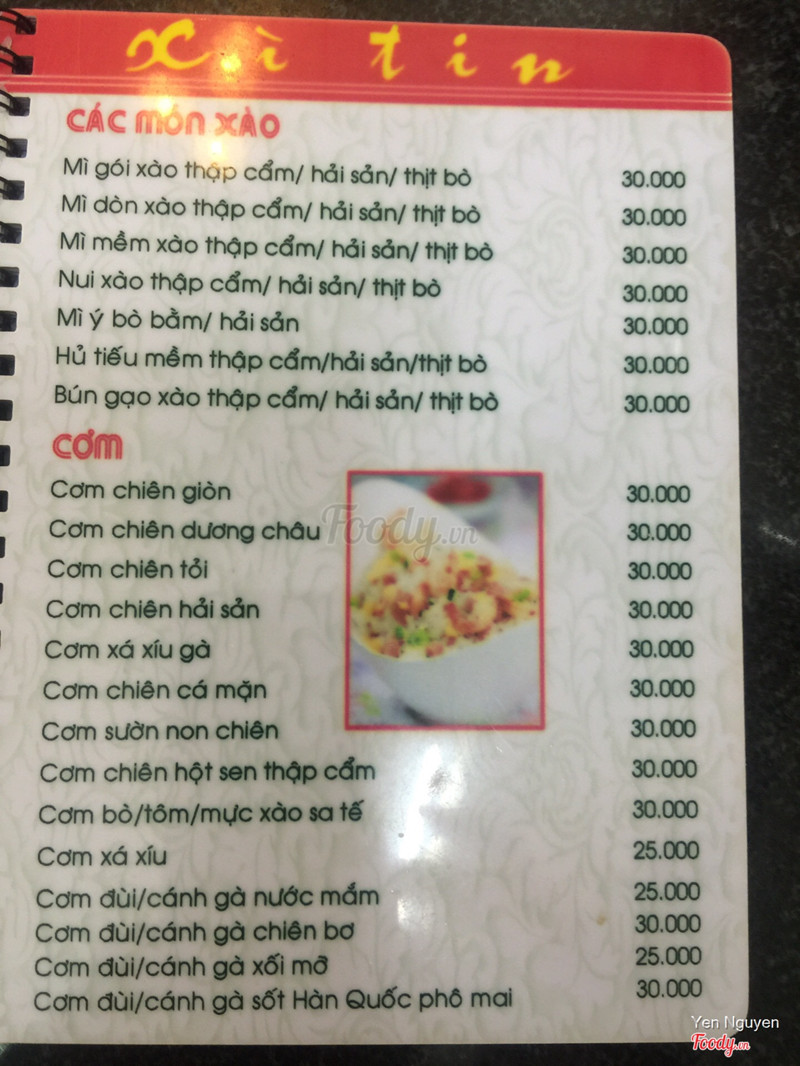 Xì tin
CÁC MÓN XÀO
Mì gói xào thập cẩm/ hải sản/ thịt bò 30.000
Mì dòn xào thập cẩm/ hải sản/ thịt bò 30.000
Mì mềm xào thập cẩm/ hải sản/ thịt bò 30.000
Nui xào thập cẩm/ hải sản/ thịt bò 30.000
Mì ý bò bằm/ hải sản 30.000
Hủ tiếu mềm thập cẩm/hải sản/thịt bò 30.000
Bún gạo xào thập cẩm/ hải sản/ thịt bò 30.000
CƠM
Cơm chiên giòn 30.000
Cơm chiên dương châu 30.000
Cơm chiên tỏi 30.000
Cơm chiên hải sản 30.000
Cơm xá xíu gà 30.000
Cơm chiên cá mặn 30.000
Cơm sườn non chiên 30.000
Cơm chiên hột sen thập cẩm 30.000
Cơm bò/tôm/mực xào sa tế 30.000
Cơm xá xíu 25.000
Cơm đùi/cánh gà nước mắm 25.000
Cơm đùi/cánh gà chiên bơ 30.000
Cơm đùi/cánh gà xối mỡ 25.000
Cơm đùi/cánh gà sốt Hàn Quốc phô mai 30.000
Foody.vn
Yen Nguyen
Foody.vn